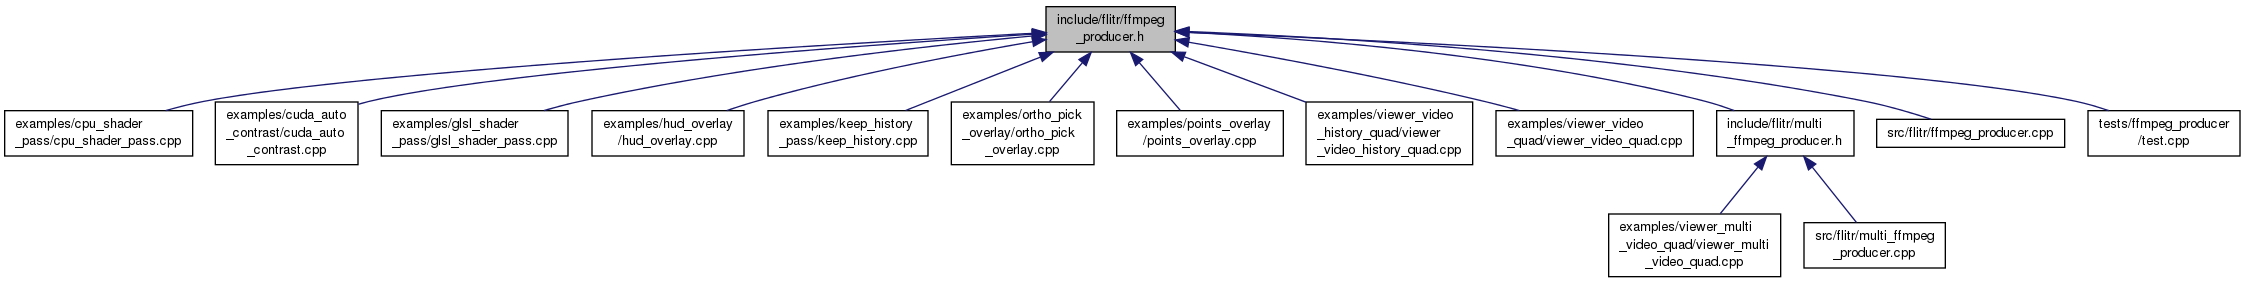 include/flitr/ffmpeg
_producer.h
examples/cpu_shader
_pass/cpu_shader_pass.cpp
examples/cuda_auto
_contrast/cuda_auto
_contrast.cpp
examples/glsl_shader
_pass/glsl_shader_pass.cpp
examples/hud_overlay
/hud_overlay.cpp
examples/keep_history
_pass/keep_history.cpp
examples/ortho_pick
_overlay/ortho_pick
_overlay.cpp
examples/points_overlay
/points_overlay.cpp
examples/viewer_video
_history_quad/viewer
_video_history_quad.cpp
examples/viewer_video
_quad/viewer_video_quad.cpp
include/flitr/multi
_ffmpeg_producer.h
src/flitr/ffmpeg_producer.cpp
tests/ffmpeg_producer
/test.cpp
examples/viewer_multi
_video_quad/viewer_multi
_video_quad.cpp
src/flitr/multi_ffmpeg
_producer.cpp